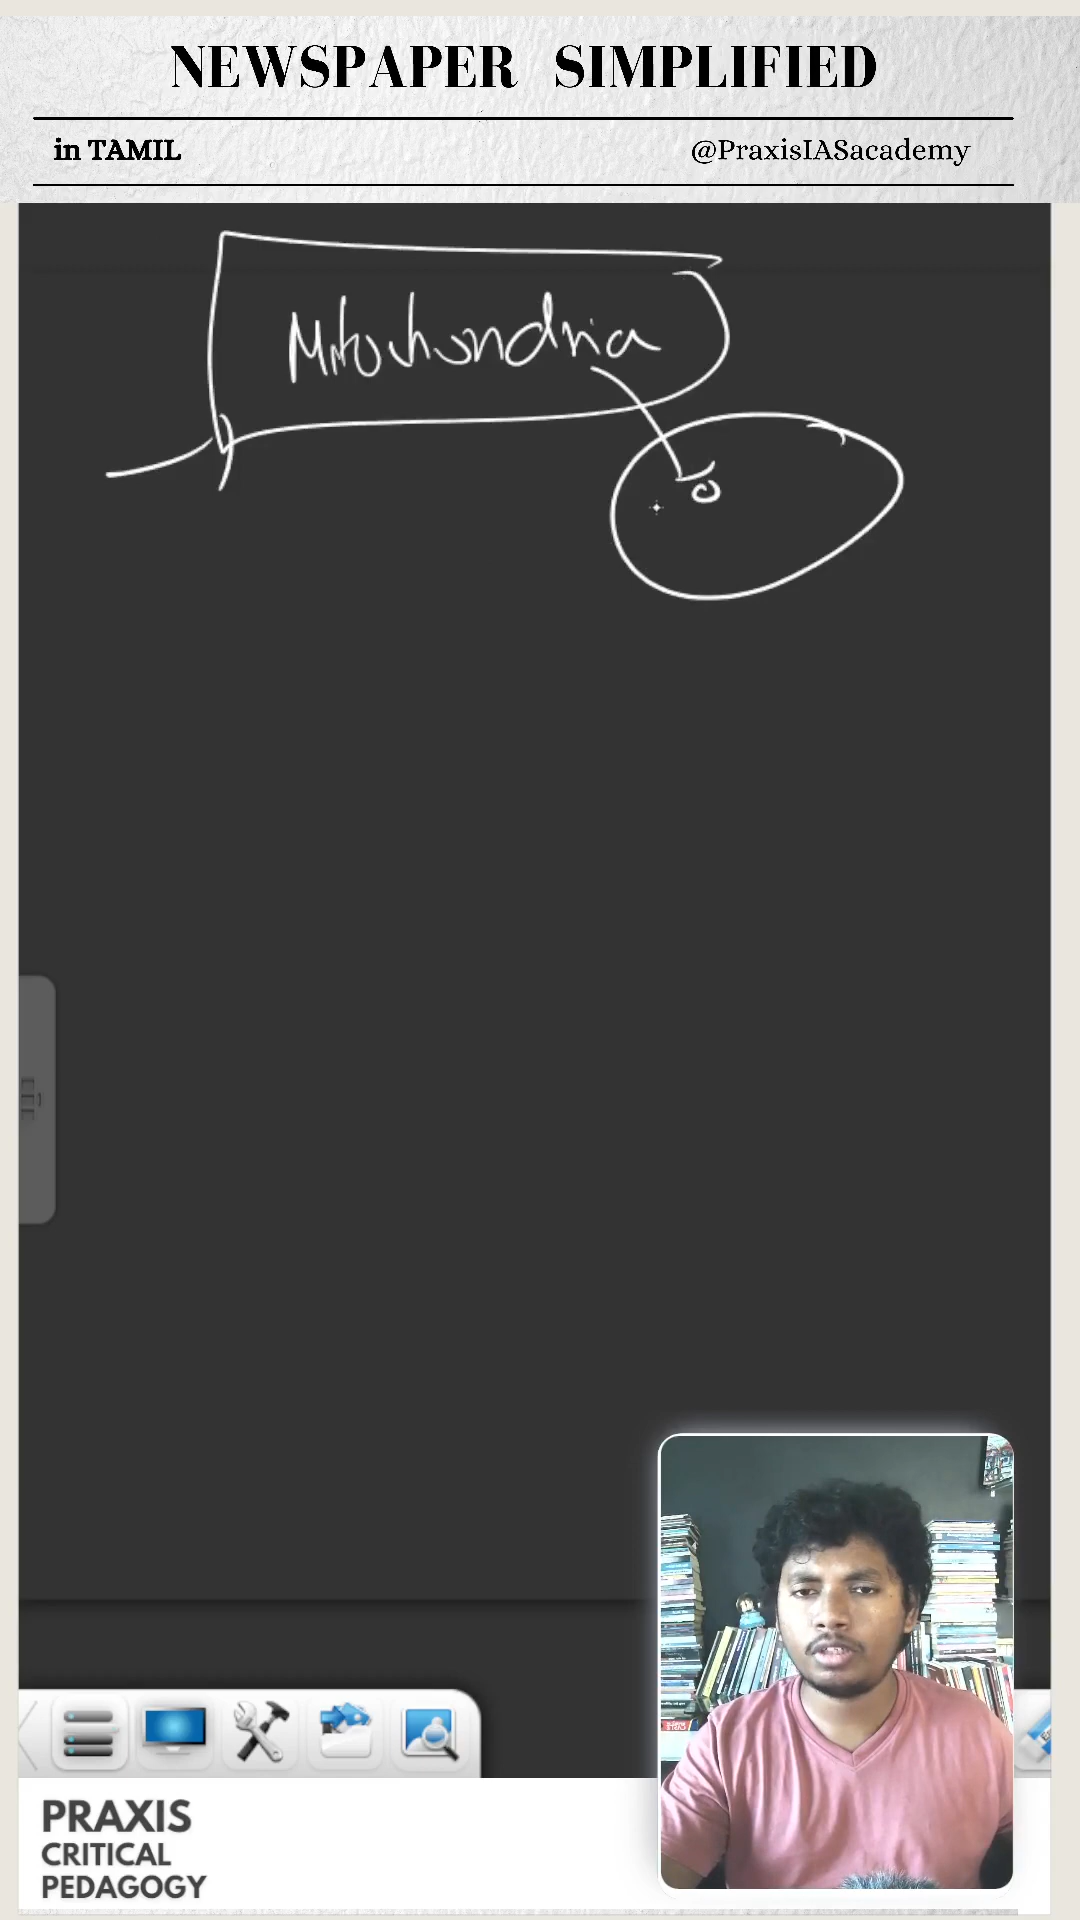 NEWSPAPER SIMPLIFIED
in TAMIL
@PraxisIASacademy
Mitochondria
PRAXIS
CRITICAL
PEDAGOGY